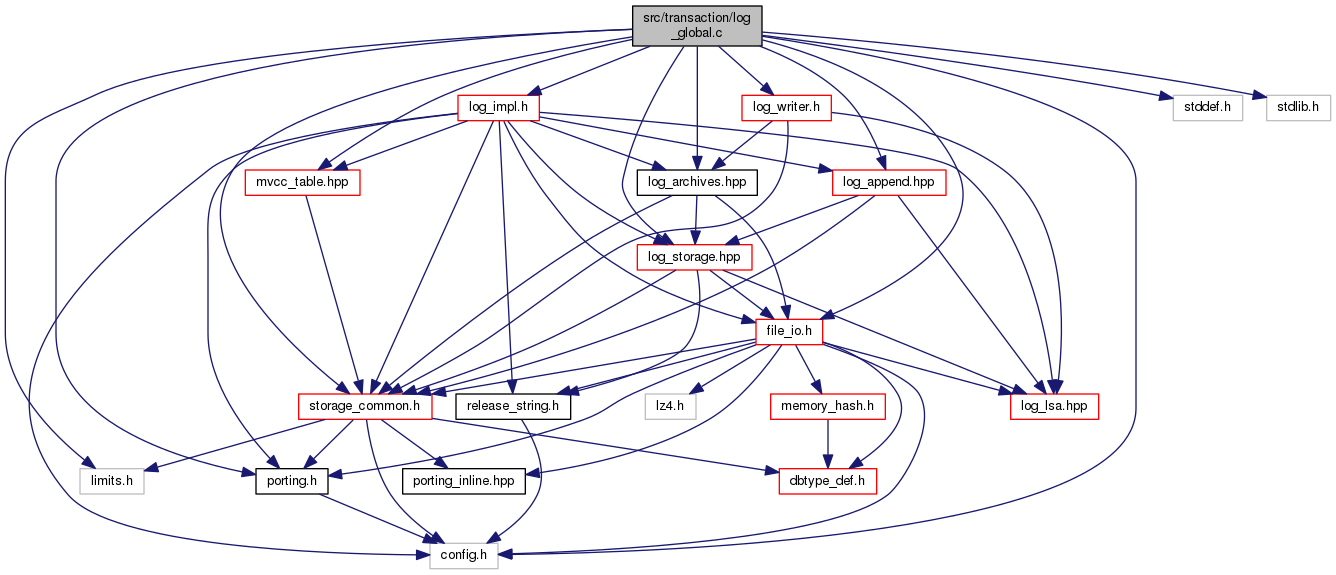 src/transaction/log
_global.c
log_impl.h
log_writer.h
stddef.h
stdlib.h
mvcc_table.hpp
log_archives.hpp
log_append.hpp
log_storage.hpp
file_io.h
storage_common.h
release_string.h
lz4.h
memory_hash.h
log_lsa.hpp
limits.h
porting.h
porting_inline.hpp
dbtype_def.h
config.h